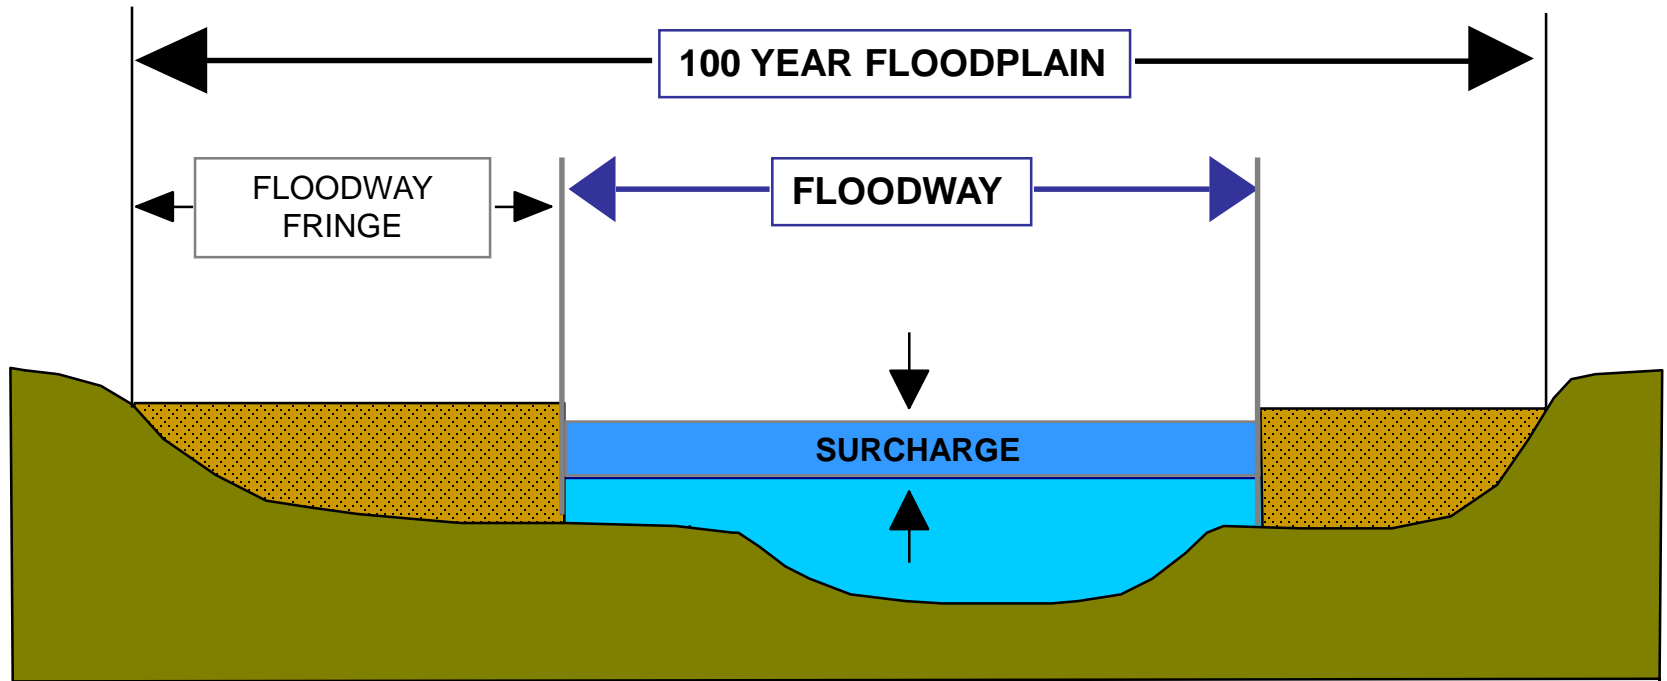 100 YEAR FLOODPLAIN
FLOODWAY
FRINGE
FLOODWAY
SURCHARGE